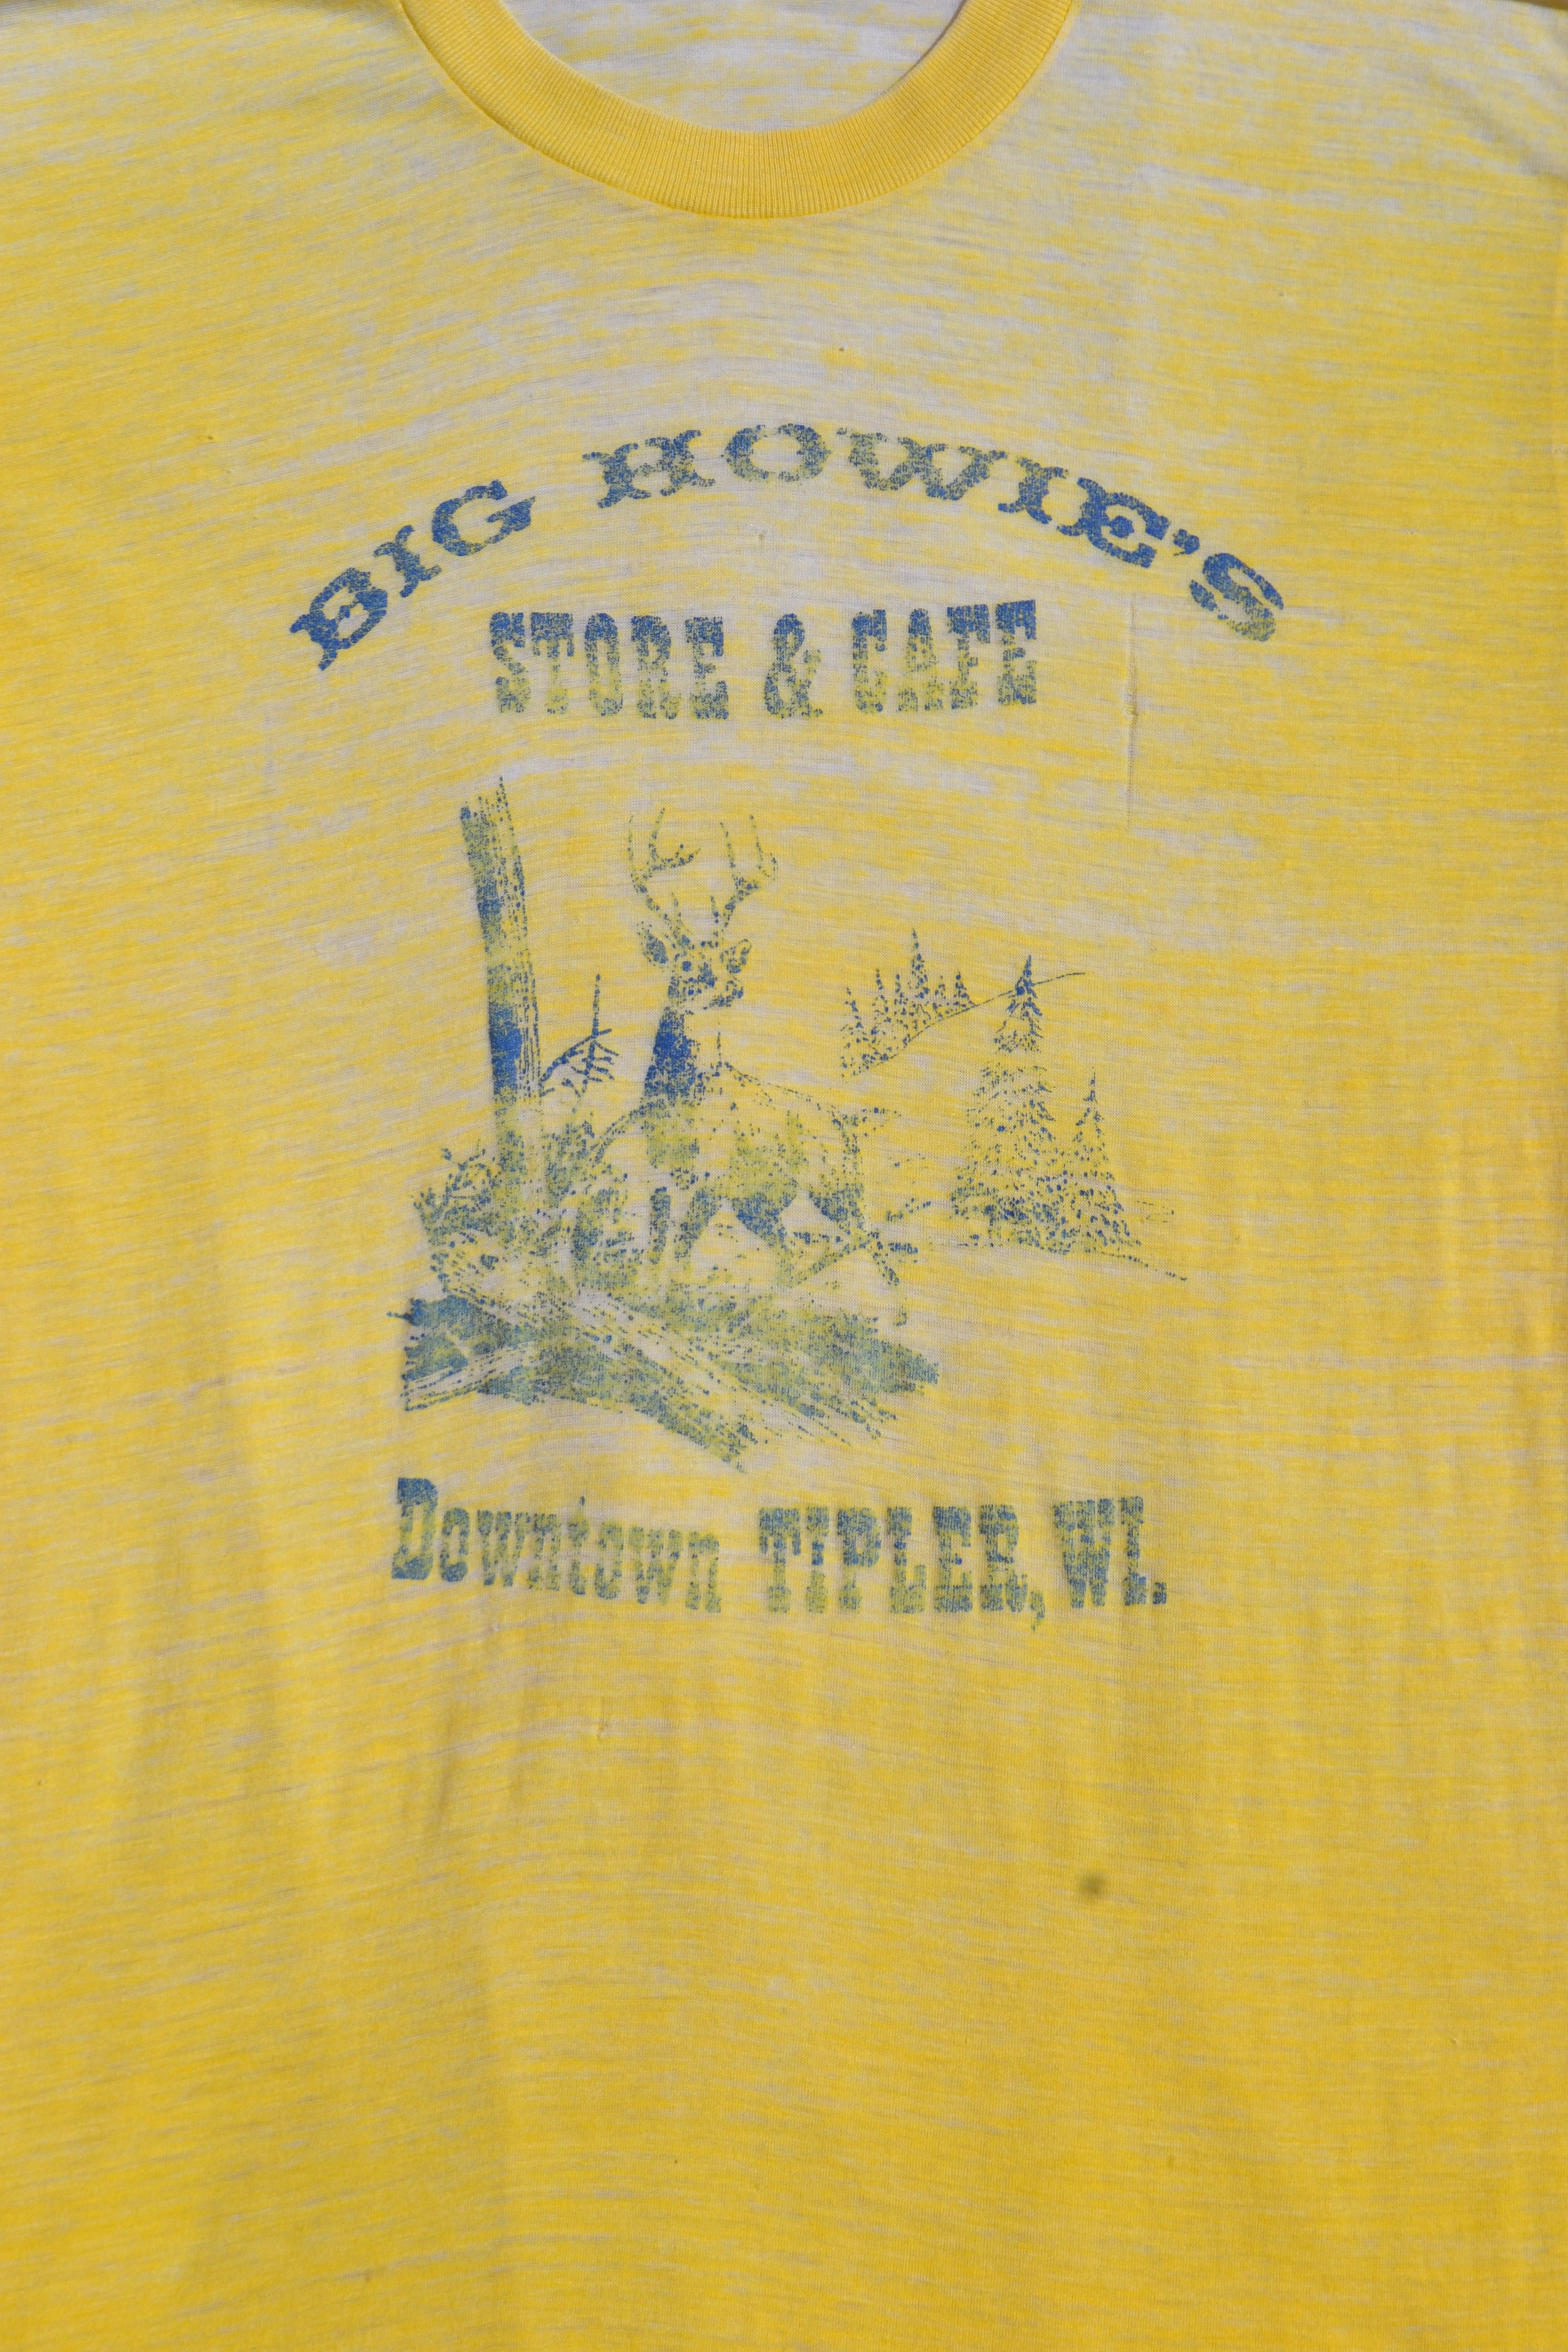 BIG HOWIE'S
STORE & CAFE
Downtown TIPLER, WI.